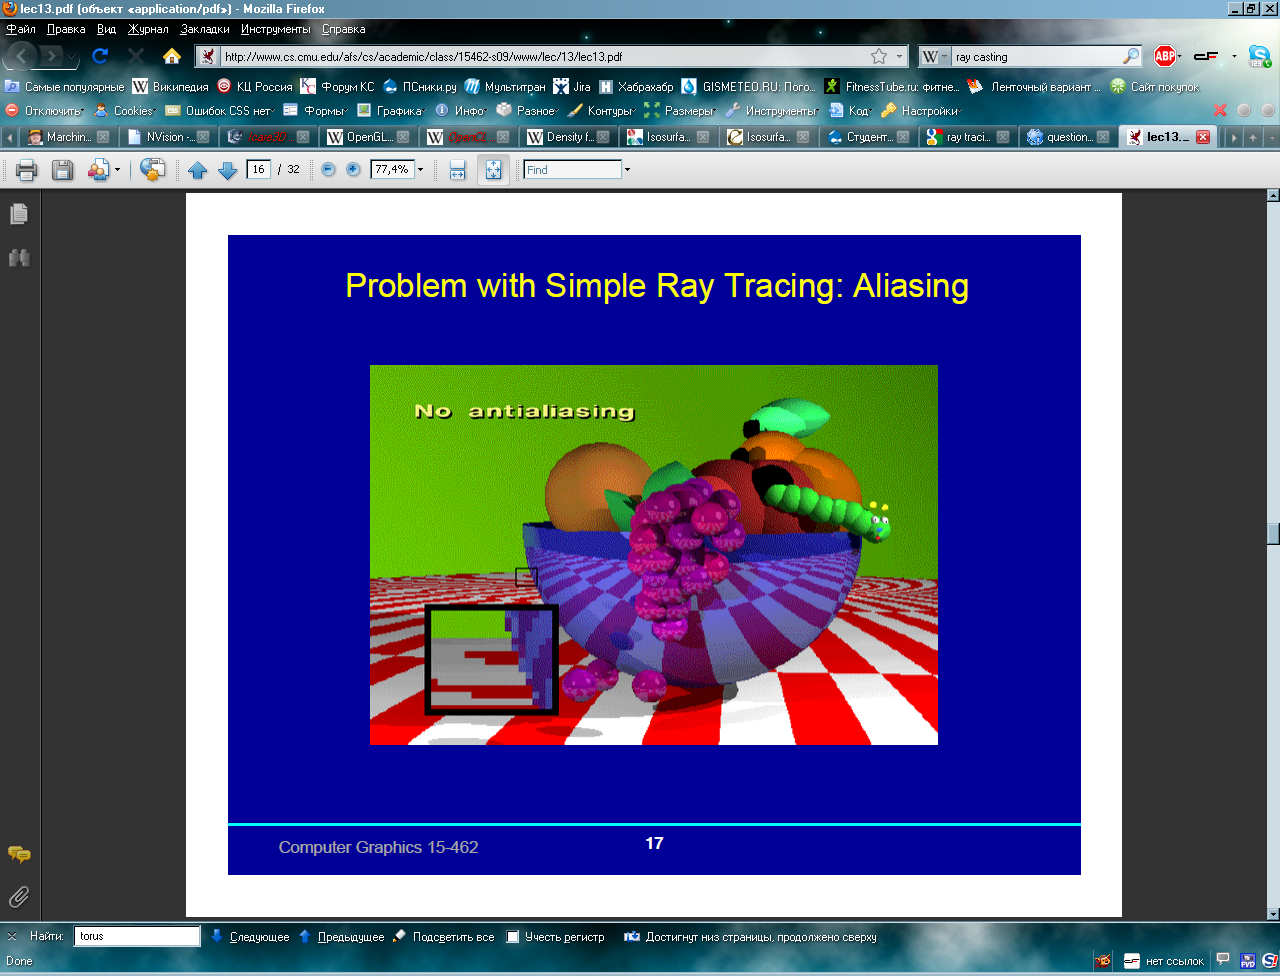 lec13.pdf (объект «application/pdf») - Mozilla Firefox
Файл Правка Вид Журнал Закладки Инструменты Справка
http://www.cs.cmu.edu/afs/cs/academic/class/15462-s09/www/lec/13/lec13.pdf W ray casting ABP CF
Самые популярные Википедия КЦ Россия Форум КС ПСники.ру Мультитран Jira Хабрахабр GISMETEO.RU: Пого... FitnessTube.ru: фитне... Ленточный вариант ... Сайт покупок
Отключить Cookies Ошибок CSS нет Формы Графика Инфо Разное Контуры Размеры Инструменты Код Настройки
Marchin... NVision -... OpenGL... OpenCL... Density f... Isosurfa... Isosurfa... Студент... ray traci... question... lec13....
16 / 32 77,4% Find
Problem with Simple Ray Tracing: Aliasing
No antialiasing
Computer Graphics 15-462 17
Найти: torus Следующее Предыдущее Подсветить все Учесть регистр Достигнут низ страницы, продолжено сверху
Done CF нет ссылок FVD